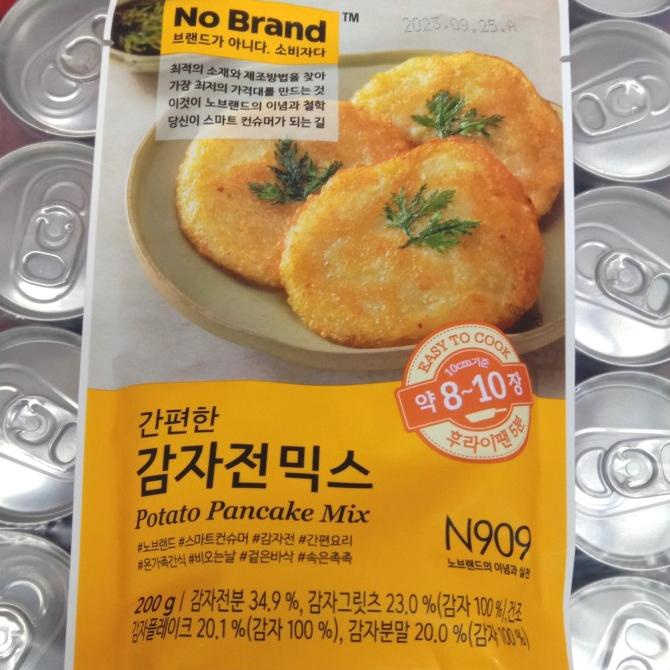 No Brand ™
2023.09.25.A
브랜드가 아니다. 소비자다
최적의 소재와 제조방법을 찾아
가장 최저의 가격대를 만드는 것
이것이 노브랜드의 이념과 철학
당신이 스마트 컨슈머가 되는 길
EASY TO COOK
10cm기준
약 8~10장
후라이팬 5분
간편한
감자전믹스
Potato Pancake Mix
#노브랜드 #스마트컨슈머 #감자전 #간편요리
#온가족간식 #비오는날 #겉은바삭 #속은촉촉
N909
노브랜드의 이념과 실천
200 g / 감자전분 34.9 %, 감자그릿츠 23.0 %(감자 100 %), 건조
감자플레이크 20.1 %(감자 100 %), 감자분말 20.0 %(감자 100 %)